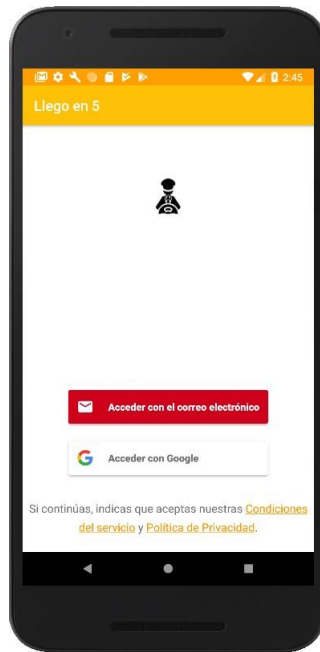 2:45
Llego en 5
Acceder con el correo electrónico
G Acceder con Google
Si continúas, indicas que aceptas nuestras Condiciones
del servicio y Política de Privacidad.